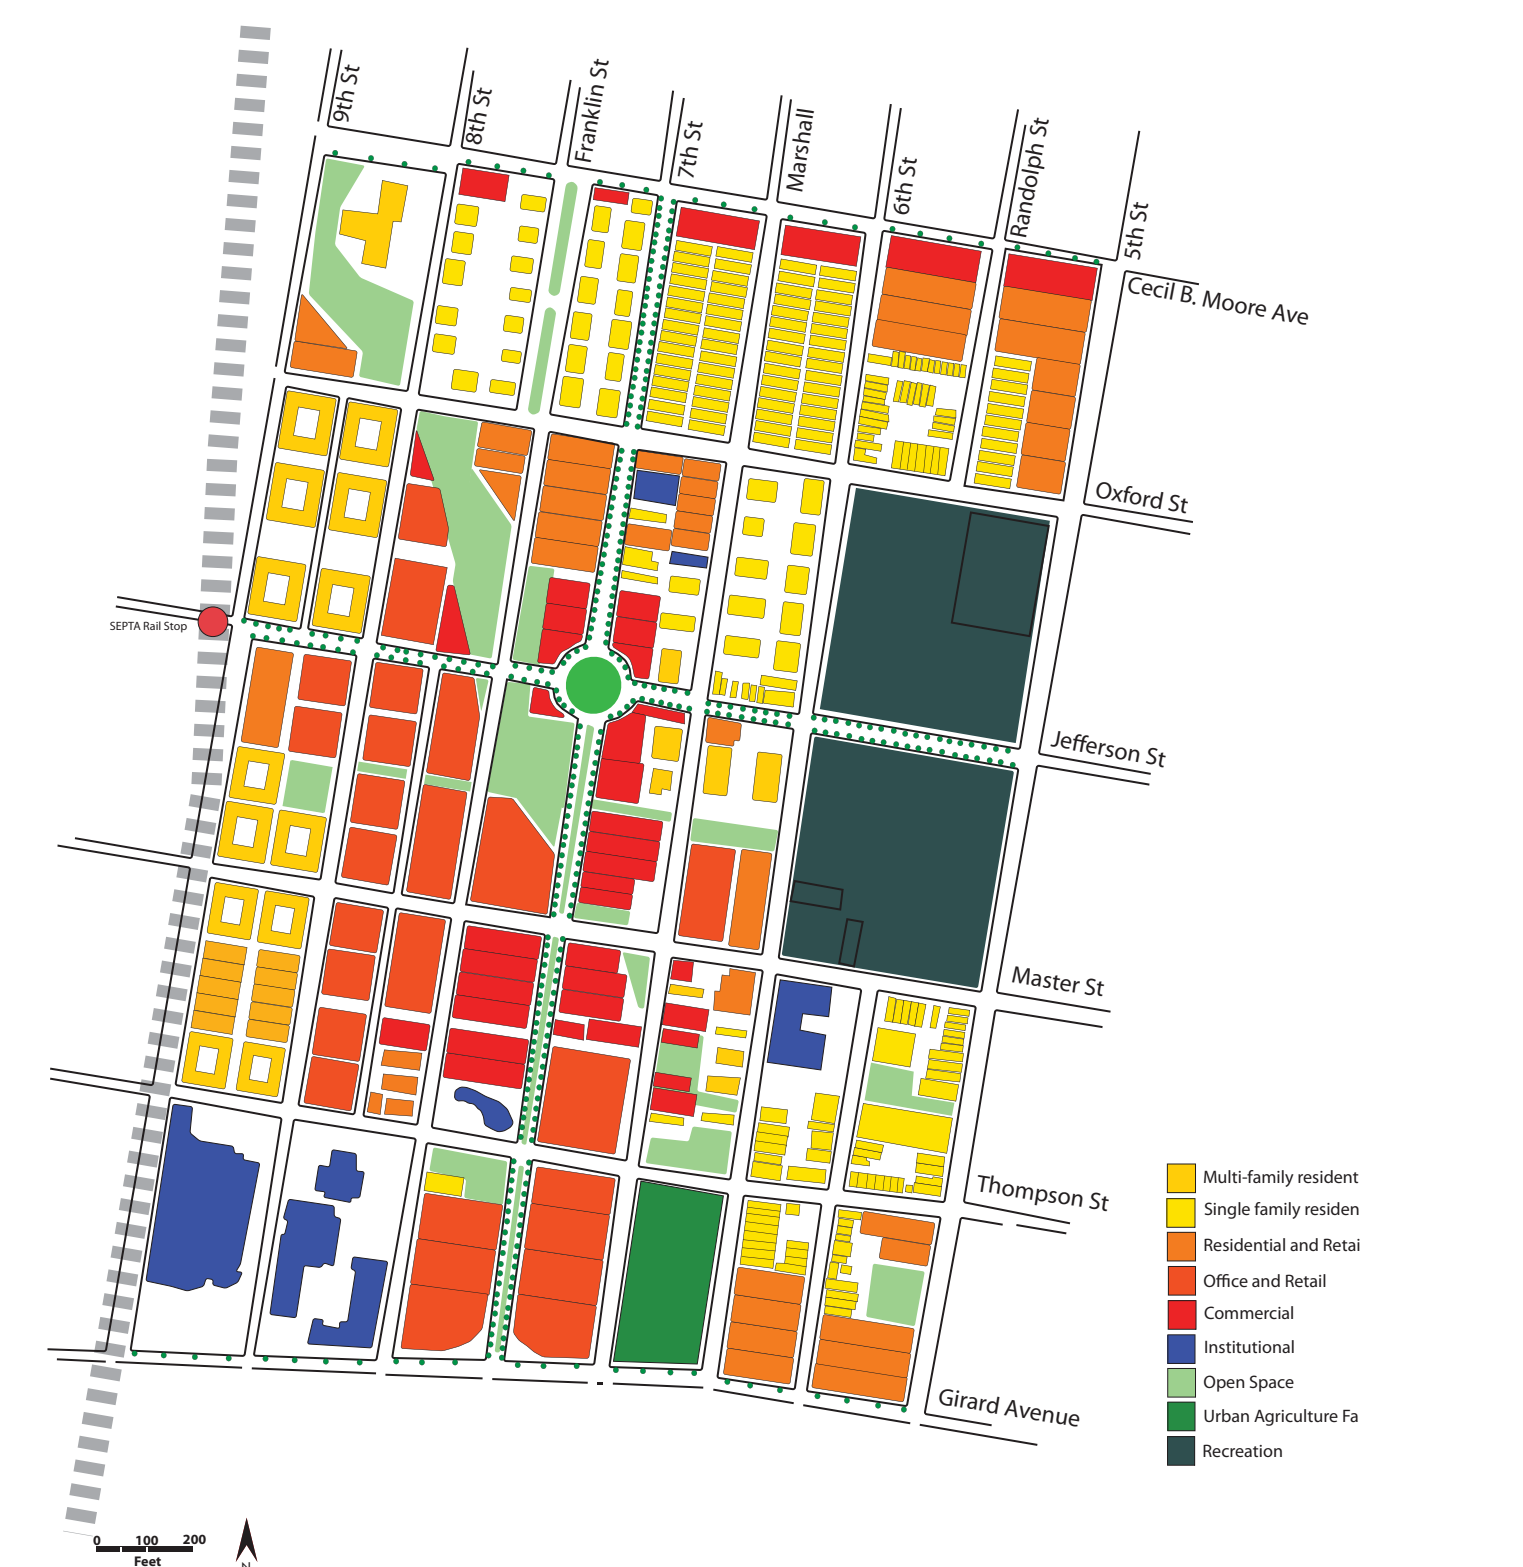 9th St
8th St
Franklin St
7th St
Marshall
6th St
Randolph St
5th St
Cecil B. Moore Ave
Oxford St
SEPTA Rail Stop
Jefferson St
Master St
Thompson St
Girard Avenue
Multi-family resident
Single family residen
Residential and Retai
Office and Retail
Commercial
Institutional
Open Space
Urban Agriculture Fa
Recreation
0 100 200
Feet
N